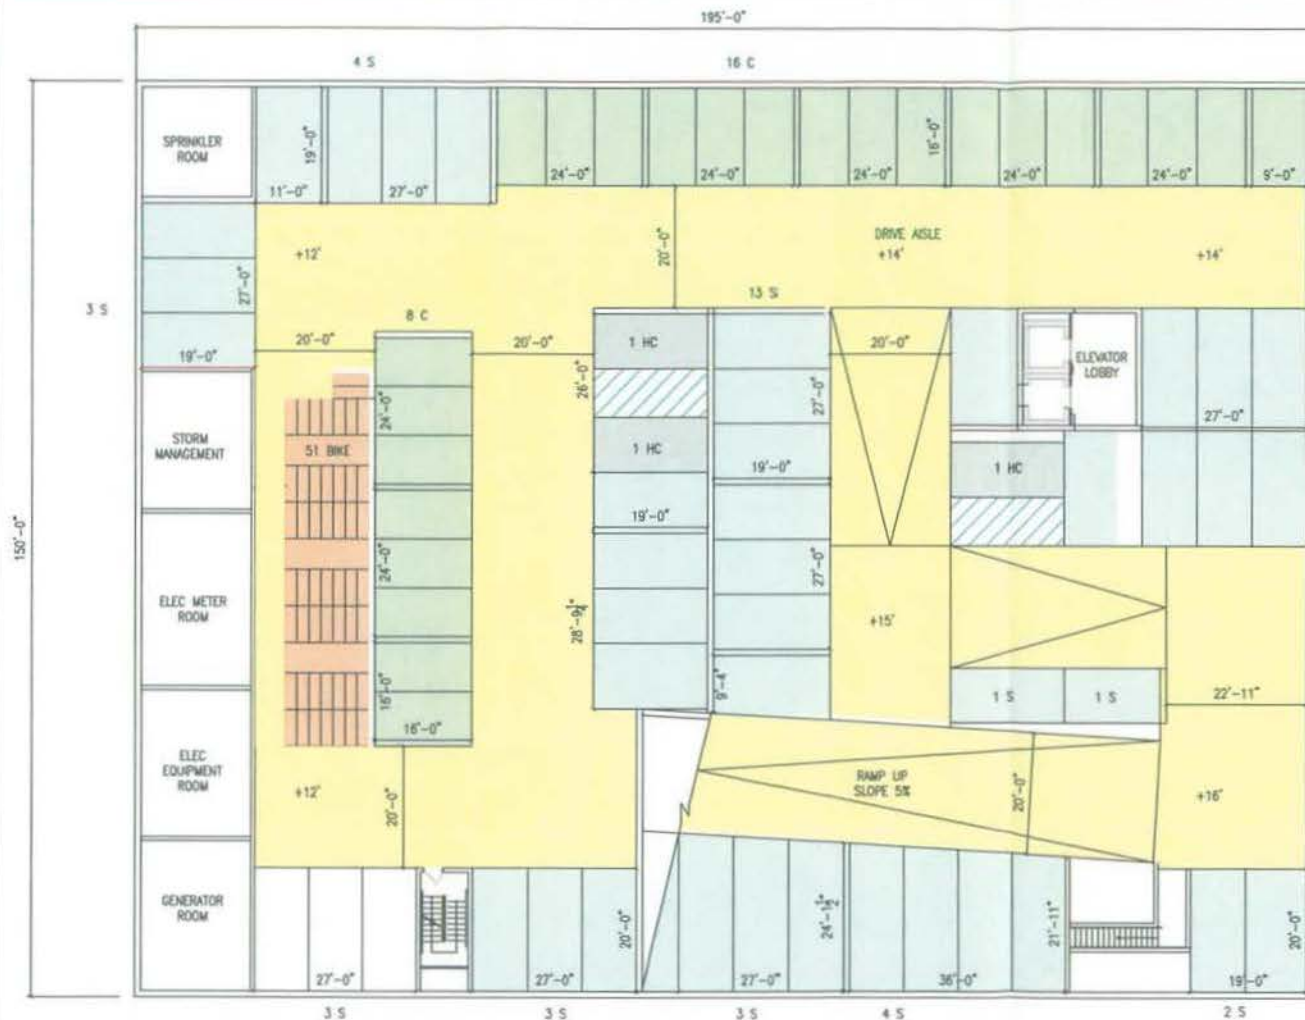 195'-0"
4 S
16 C
SPRINKLER
ROOM
19'-0"
11'-0"
27'-0"
24'-0"
24'-0"
24'-0"
16'-0"
24'-0"
24'-0"
9'-0"
+12'
20'-0"
DRIVE AISLE
+14'
+14'
27'-0"
3 S
8 C
13 S
19'-0"
20'-0"
20'-0"
1 HC
26'-0"
20'-0"
ELEVATOR
LOBBY
27'-0"
27'-0"
24'-0"
STORM
MANAGEMENT
51 BIKE
1 HC
19'-0"
1 HC
19'-0"
150'-0"
ELEC METER
ROOM
24'-0"
27'-0"
28'-9 1/4"
+15'
16'-0"
9'-4"
1 S
1 S
22'-11"
16'-0"
ELEC
EQUIPMENT
ROOM
+12'
20'-0"
RAMP UP
SLOPE 5%
20'-0"
+16'
GENERATOR
ROOM
20'-0"
24'-1 1/2"
21'-11"
20'-0"
27'-0"
27'-0"
27'-0"
36'-0"
19'-0"
3 S
3 S
3 S
4 S
2 S